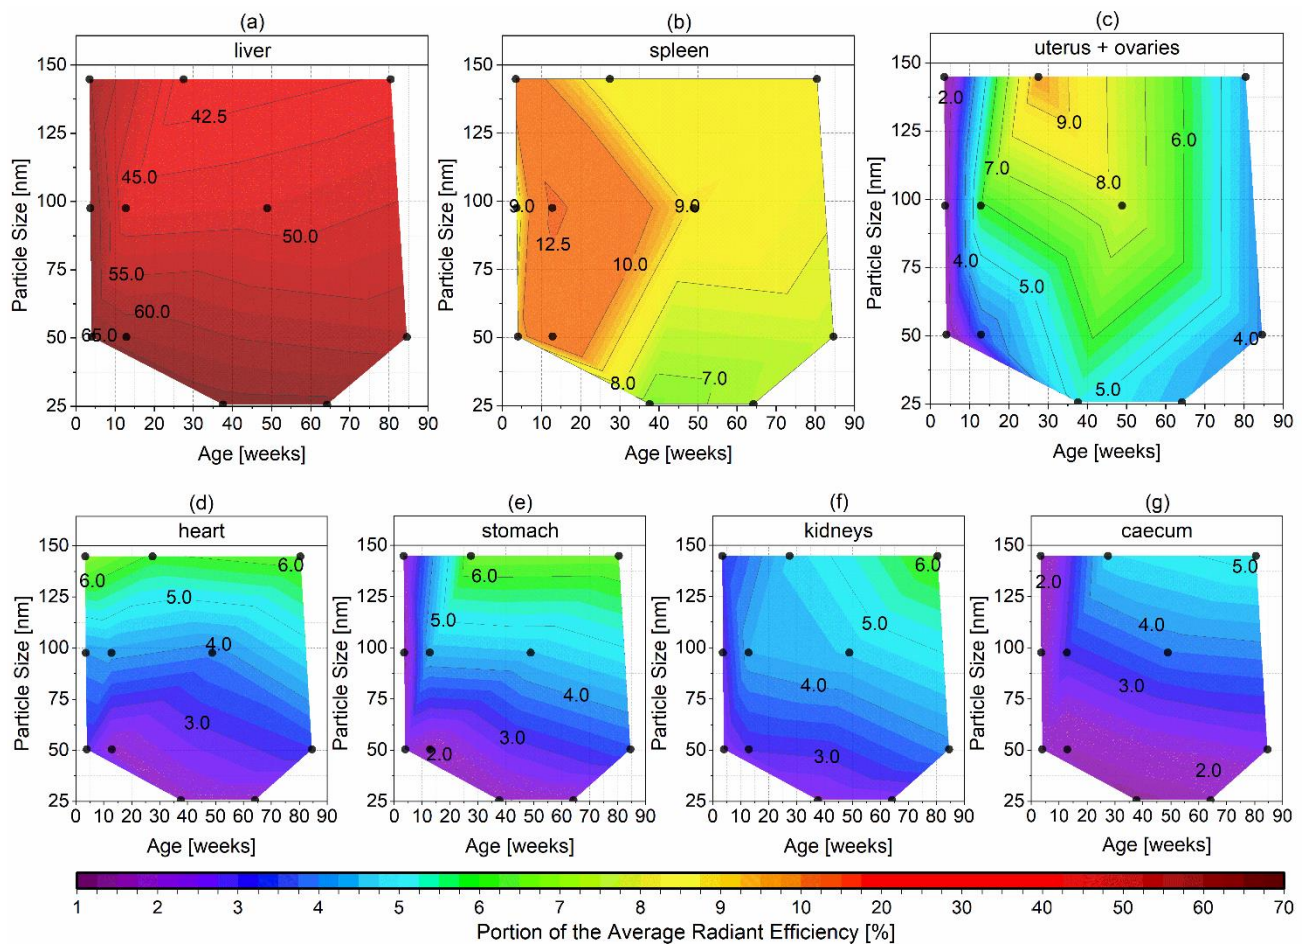 (a)
liver
(b)
spleen
(c)
uterus + ovaries
Particle Size [nm]
150
125
100
75
50
25
42.5
45.0
50.0
55.0
60.0
65.0
0 10 20 30 40 50 60 70 80 90
Age [weeks]
Particle Size [nm]
150
125
100
75
50
25
9.0
9.0
12.5
10.0
8.0
7.0
0 10 20 30 40 50 60 70 80 90
Age [weeks]
Particle Size [nm]
150
125
100
75
50
25
2.0
9.0
6.0
7.0
8.0
4.0
5.0
4.0
5.0
0 10 20 30 40 50 60 70 80 90
Age [weeks]
(d)
heart
(e)
stomach
(f)
kidneys
(g)
caecum
Particle Size [nm]
150
125
100
75
50
25
6.0
6.0
5.0
4.0
3.0
0 10 20 30 40 50 60 70 80 90
Age [weeks]
Particle Size [nm]
150
125
100
75
50
25
6.0
5.0
4.0
3.0
2.0
0 10 20 30 40 50 60 70 80 90
Age [weeks]
Particle Size [nm]
150
125
100
75
50
25
6.0
5.0
4.0
3.0
0 10 20 30 40 50 60 70 80 90
Age [weeks]
Particle Size [nm]
150
125
100
75
50
25
2.0
5.0
4.0
3.0
2.0
0 10 20 30 40 50 60 70 80 90
Age [weeks]
1 2 3 4 5 6 7 8 9 10 20 30 40 50 60 70
Portion of the Average Radiant Efficiency [%]